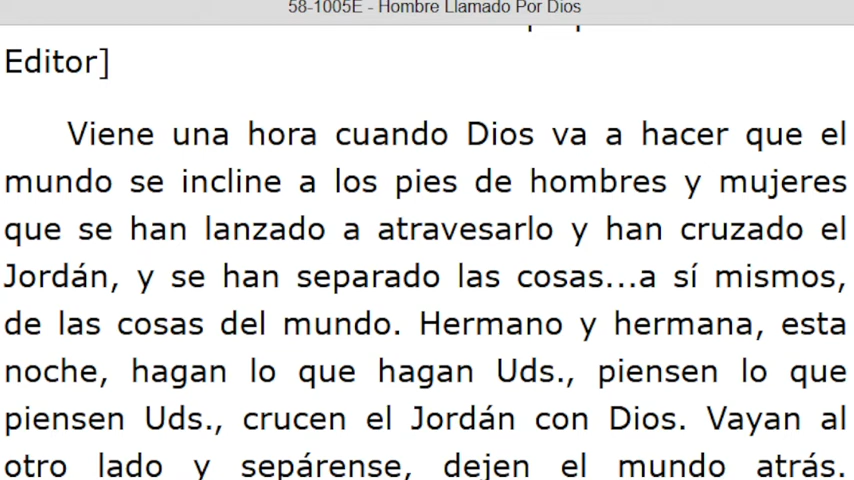 58-1005E - Hombre Llamado Por Dios
Editor]
Viene una hora cuando Dios va a hacer que el
mundo se incline a los pies de hombres y mujeres
que se han lanzado a atravesarlo y han cruzado el
Jordán, y se han separado las cosas...a sí mismos,
de las cosas del mundo. Hermano y hermana, esta
noche, hagan lo que hagan Uds., piensen lo que
piensen Uds., crucen el Jordán con Dios. Vayan al
otro lado y sepárense, dejen el mundo atrás.